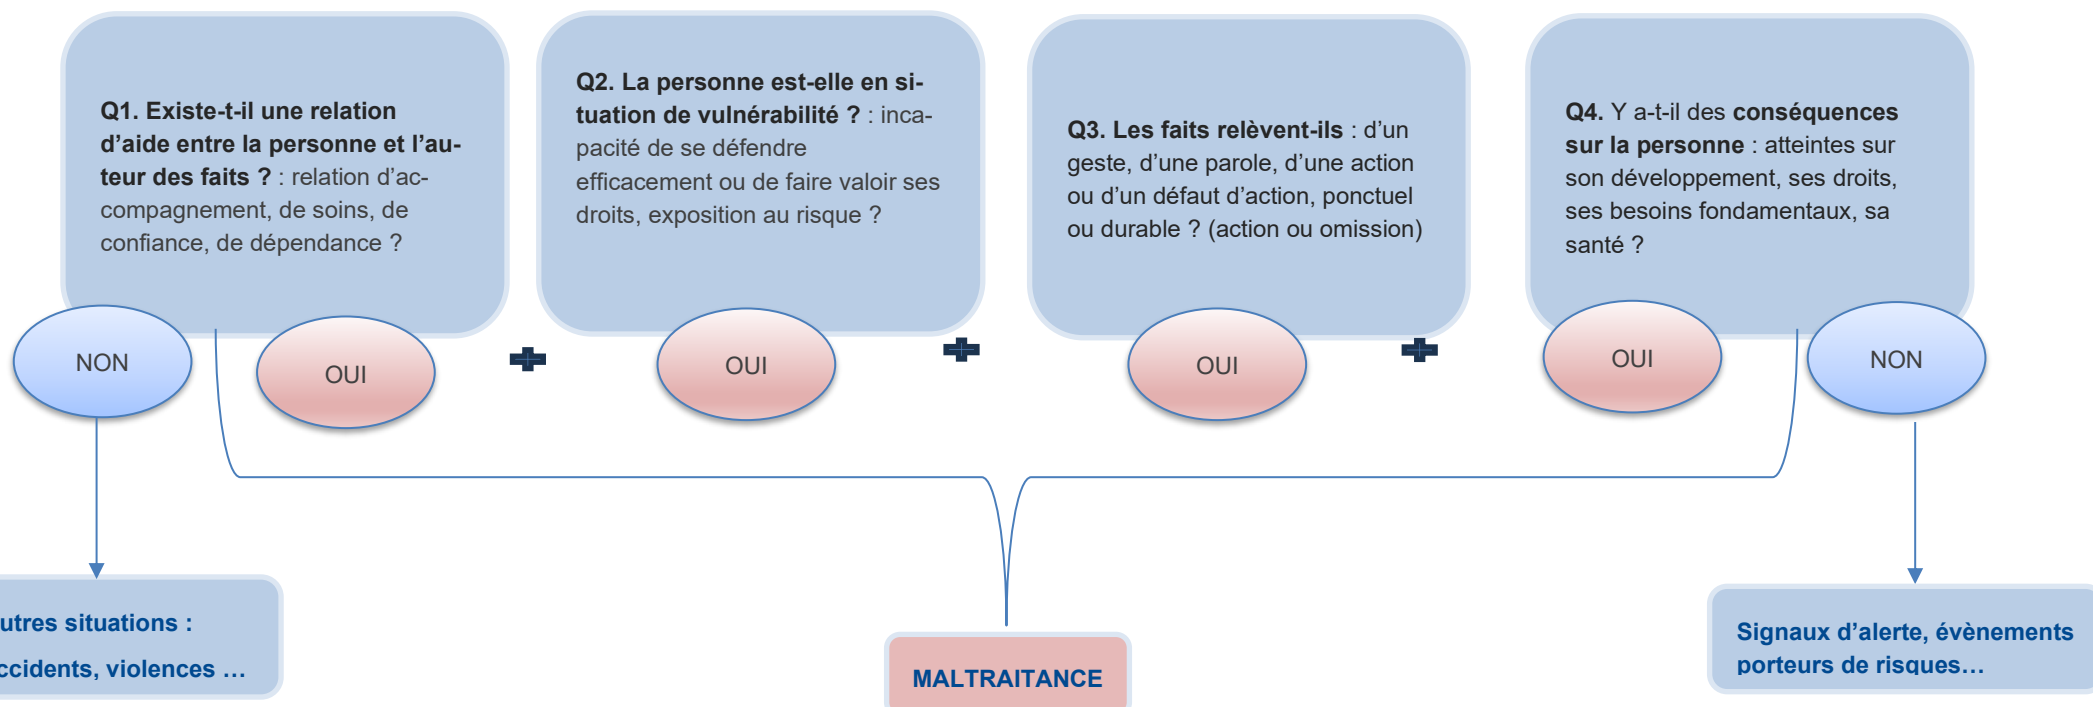 Q1. Existe-t-il une relation
d’aide entre la personne et l’au-
teur des faits ? : relation d’ac-
compagnement, de soins, de
confiance, de dépendance ?
Q2. La personne est-elle en si-
tuation de vulnérabilité ? : inca-
pacité de se défendre
efficacement ou de faire valoir ses
droits, exposition au risque ?
Q3. Les faits relèvent-ils : d’un
geste, d’une parole, d’une action
ou d’un défaut d’action, ponctuel
ou durable ? (action ou omission)
Q4. Y a-t-il des conséquences
sur la personne : atteintes sur
son développement, ses droits,
ses besoins fondamentaux, sa
santé ?
NON
OUI
OUI
OUI
OUI
NON
utres situations :
ccidents, violences …
MALTRAITANCE
Signaux d’alerte, évènements
porteurs de risques…